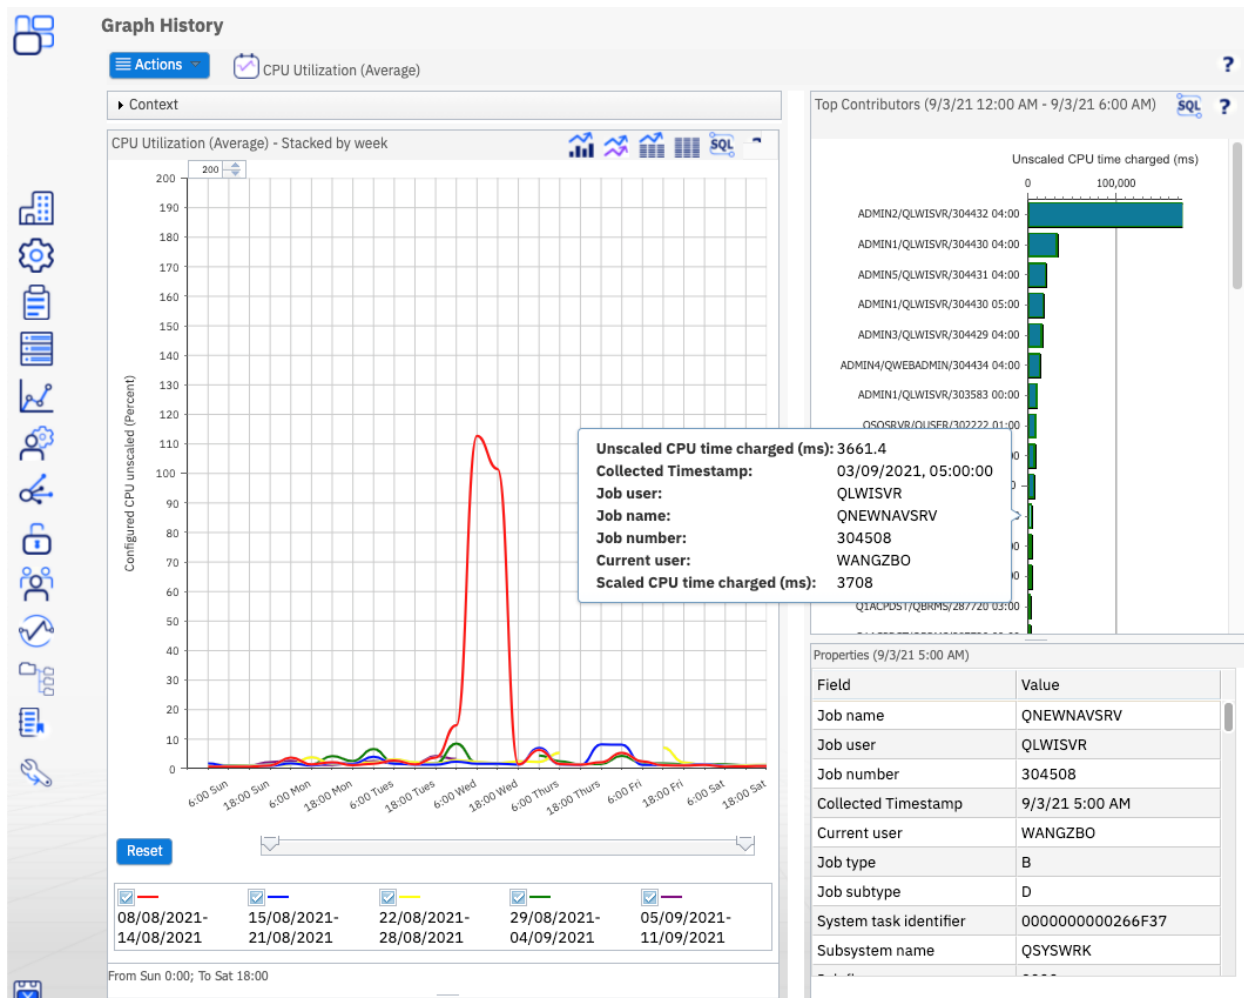 Graph History
Actions
CPU Utilization (Average)
?
Context
CPU Utilization (Average) - Stacked by week
SQL
200
200
190
180
170
160
150
140
130
120
110
100
90
80
70
60
50
40
30
20
10
0
Configured CPU unscaled (Percent)
6:00 Sun
18:00 Sun
6:00 Mon
18:00 Mon
6:00 Tues
18:00 Tues
6:00 Wed
18:00 Wed
6:00 Thurs
18:00 Thurs
6:00 Fri
18:00 Fri
6:00 Sat
18:00 Sat
Reset
08/08/2021-
14/08/2021
15/08/2021-
21/08/2021
22/08/2021-
28/08/2021
29/08/2021-
04/09/2021
05/09/2021-
11/09/2021
From Sun 0:00; To Sat 18:00
Top Contributors (9/3/21 12:00 AM - 9/3/21 6:00 AM)
SQL
?
Unscaled CPU time charged (ms)
0
100,000
ADMIN2/QLWISVR/304432 04:00
ADMIN1/QLWISVR/304430 04:00
ADMIN5/QLWISVR/304431 04:00
ADMIN1/QLWISVR/304430 05:00
ADMIN3/QLWISVR/304429 04:00
ADMIN4/QWEBADMIN/304434 04:00
ADMIN1/QLWISVR/303583 00:00
QSQSRVR/QUSER/302222 01:00
Unscaled CPU time charged (ms): 3661.4
Collected Timestamp: 03/09/2021, 05:00:00
Job user: QLWISVR
Job name: QNEWNAVSRV
Job number: 304508
Current user: WANGZBO
Scaled CPU time charged (ms): 3708
Q1ACPDST/QBRMS/287720 03:00
Properties (9/3/21 5:00 AM)
Field Value
Job name QNEWNAVSRV
Job user QLWISVR
Job number 304508
Collected Timestamp 9/3/21 5:00 AM
Current user WANGZBO
Job type B
Job subtype D
System task identifier 0000000000266F37
Subsystem name QSYSWRK